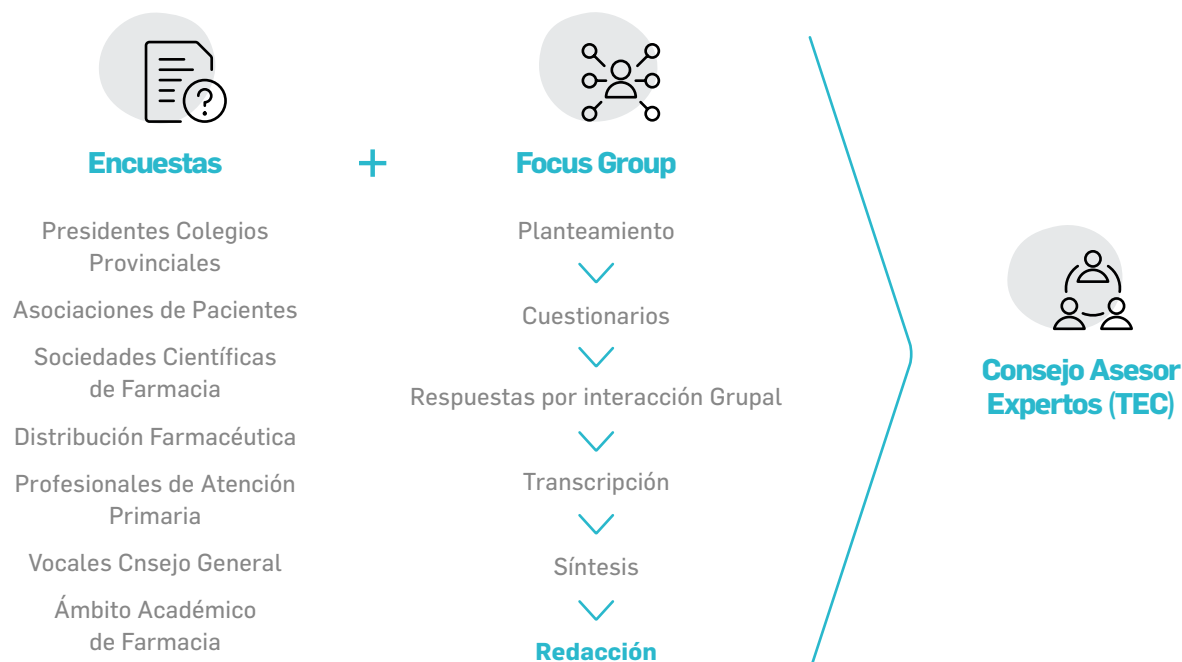 Encuestas
+
Focus Group
Presidentes Colegios
Provinciales
Asociaciones de Pacientes
Sociedades Científicas
de Farmacia
Distribución Farmacéutica
Profesionales de Atención
Primaria
Vocales Cnsejo General
Ámbito Académico
de Farmacia
Planteamiento
Cuestionarios
Respuestas por interacción Grupal
Transcripción
Síntesis
Redacción
Consejo Asesor
Expertos (TEC)